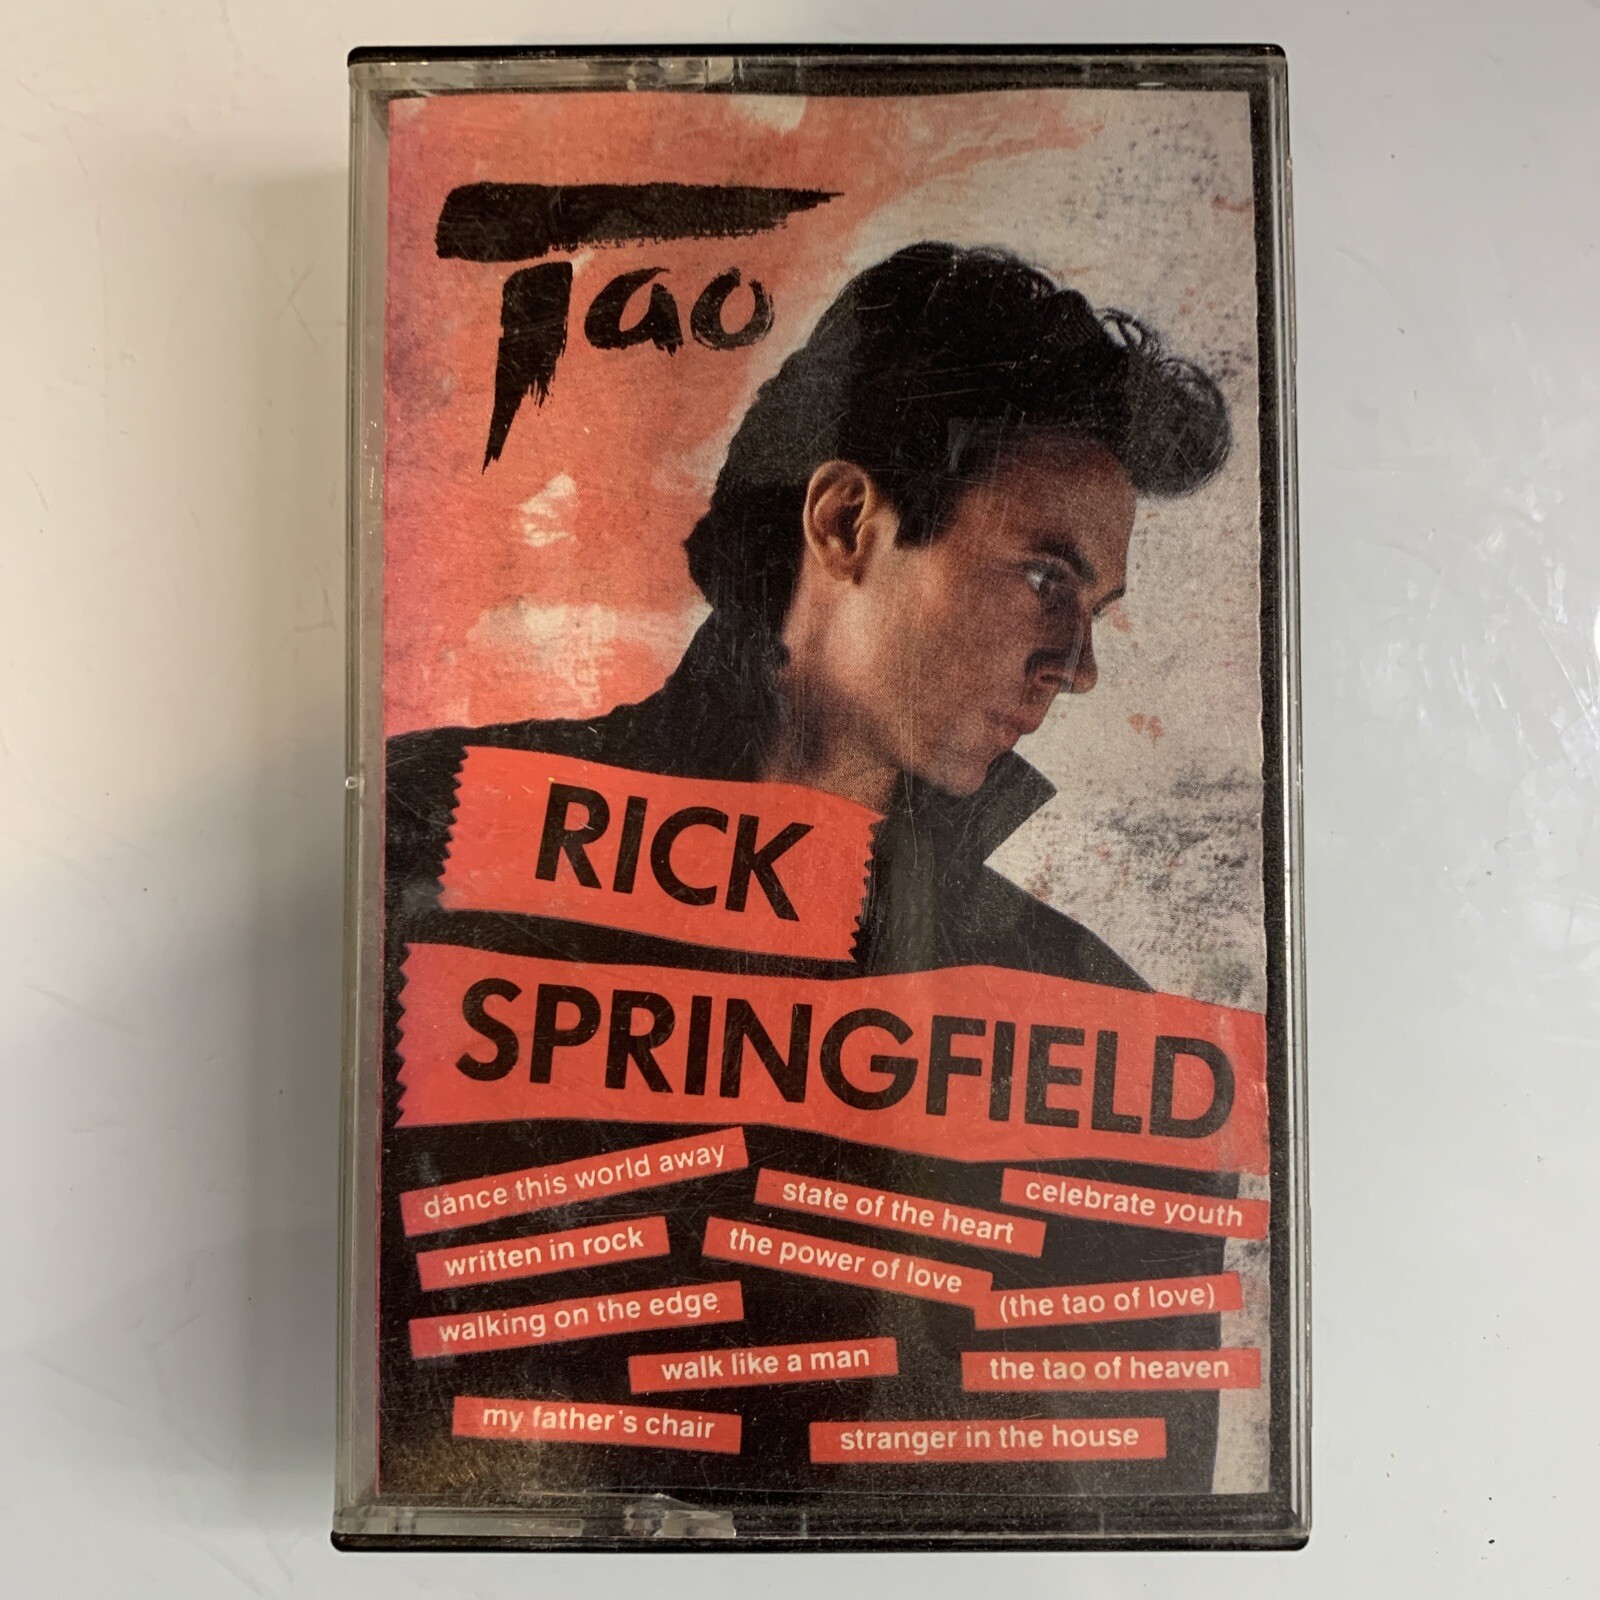 Tao
RICK
SPRINGFIELD
dance this world away
state of the heart
celebrate youth
written in rock
the power of love
(the tao of love)
walking on the edge
walk like a man
the tao of heaven
my father's chair
stranger in the house